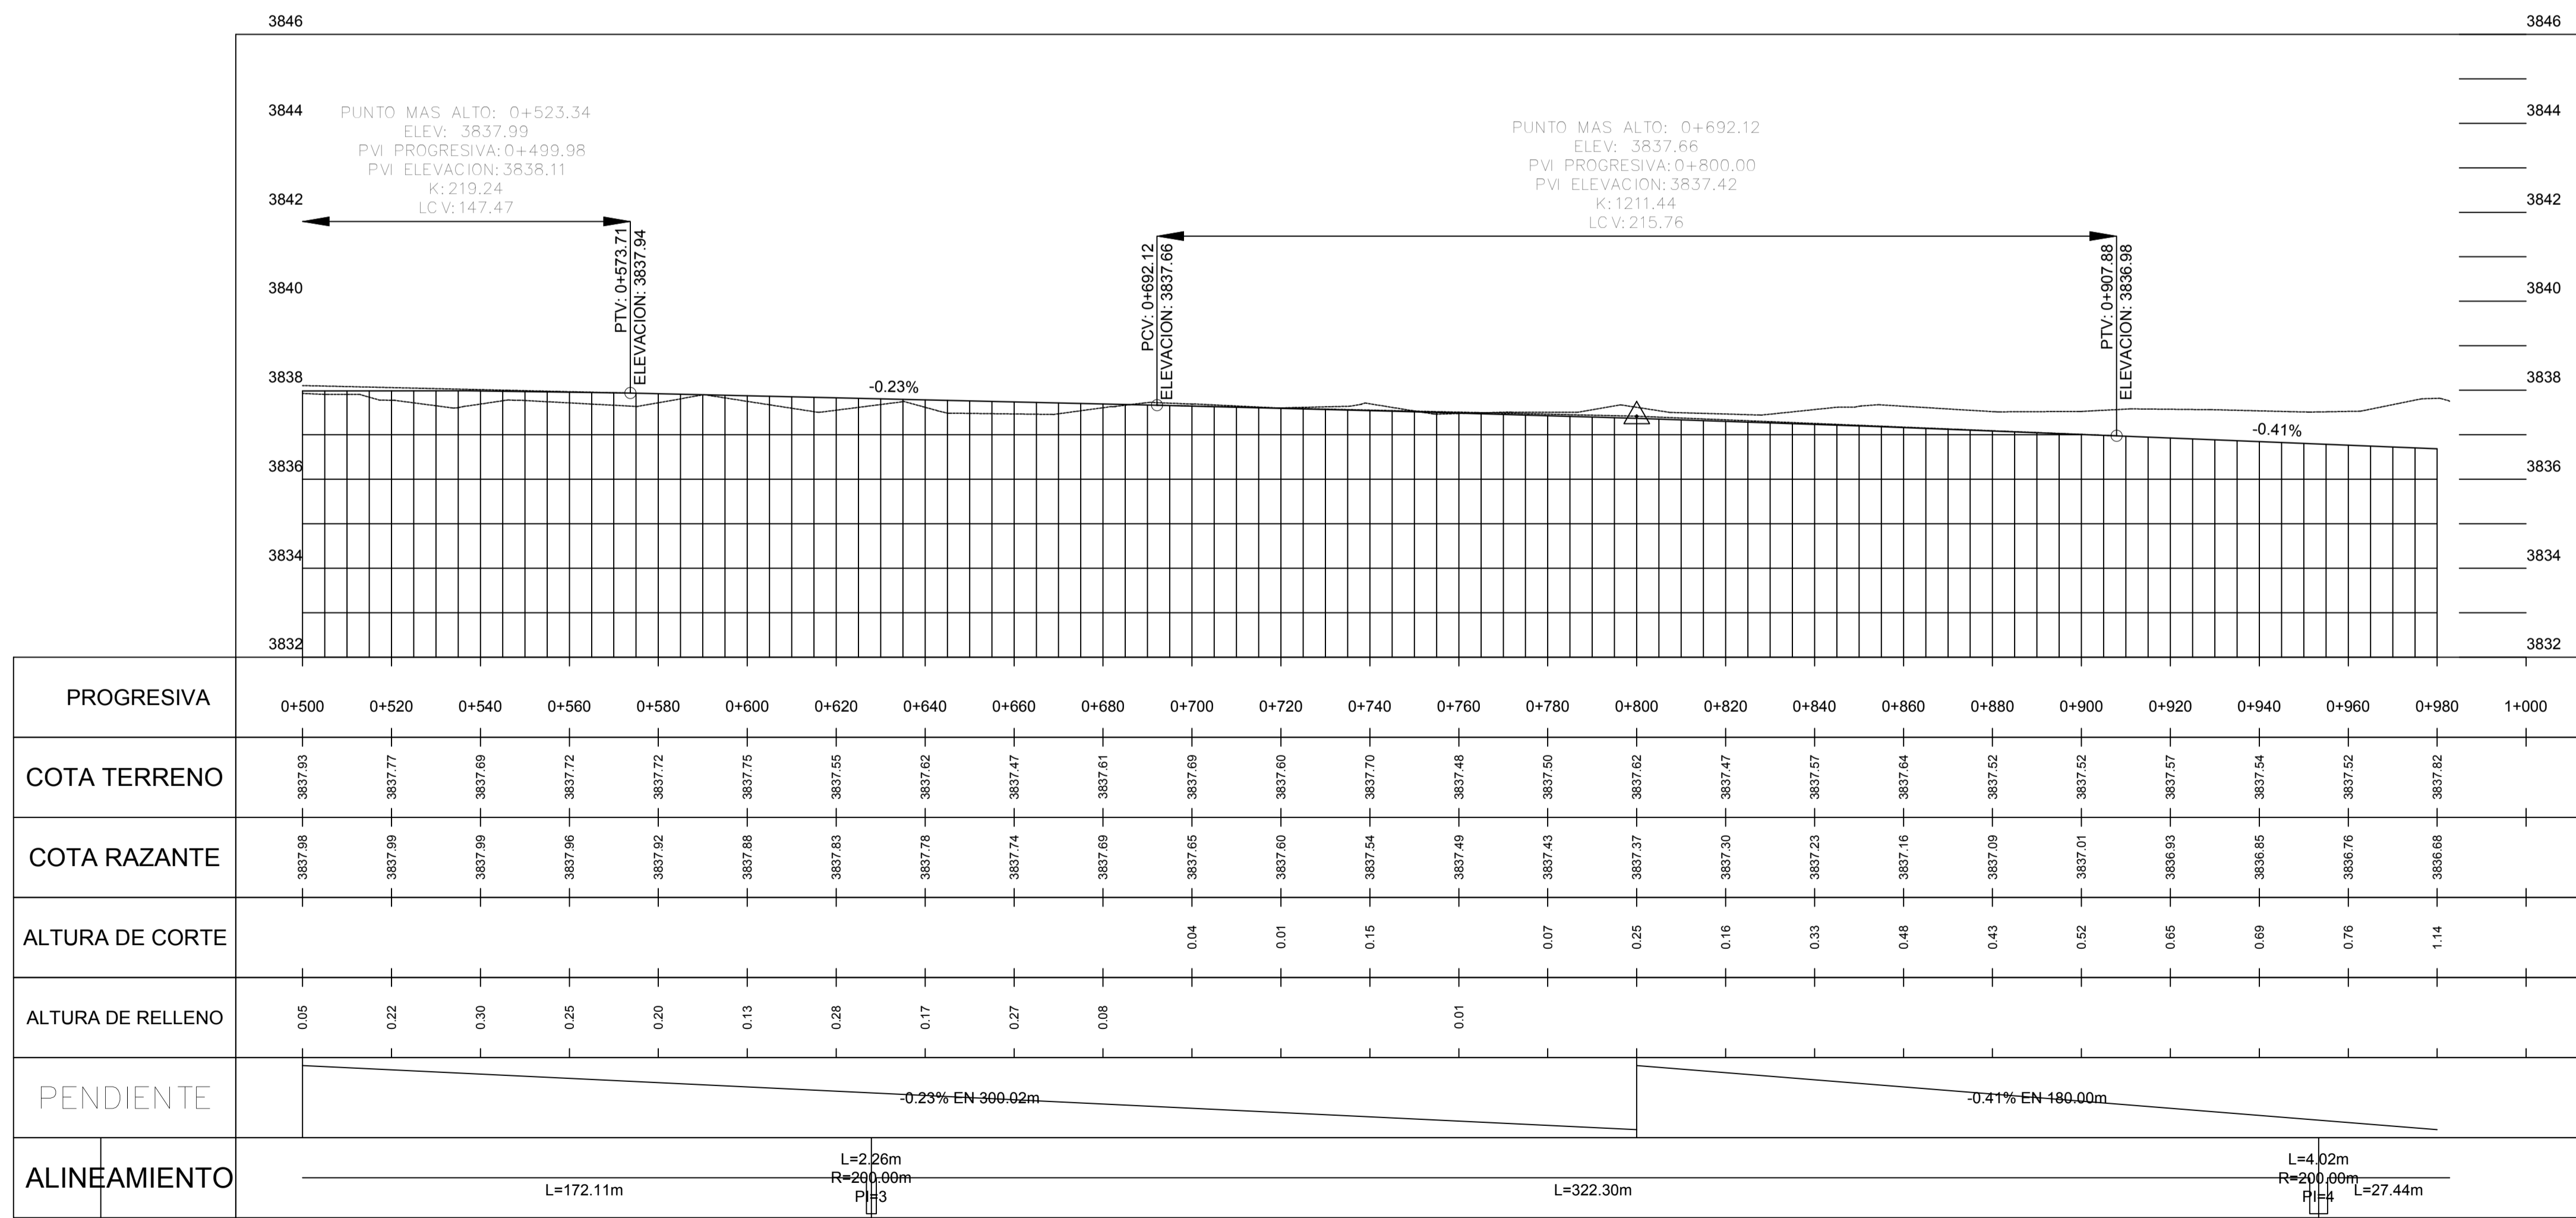 3846
3846
3844
3844
3842
3842
3840
3840
3838
3838
3836
3836
3834
3834
3832
3832
PUNTO MAS ALTO: 0+523.34
ELEV: 3837.99
PVI PROGRESIVA:0+499.98
PVI ELEVACION:3838.11
K:219.24
LCV:147.47
PUNTO MAS ALTO: 0+692.12
ELEV: 3837.66
PVI PROGRESIVA:0+800.00
PVI ELEVACION:3837.42
K:1211.44
LCV:215.76
PTV: 0+573.71
ELEVACION: 3837.94
PCV: 0+692.12
ELEVACION: 3837.66
PTV: 0+907.88
ELEVACION: 3836.98
-0.23%
-0.41%
PROGRESIVA 0+500 0+520 0+540 0+560 0+580 0+600 0+620 0+640 0+660 0+680 0+700 0+720 0+740 0+760 0+780 0+800 0+820 0+840 0+860 0+880 0+900 0+920 0+940 0+960 0+980 1+000
COTA TERRENO 3837.93 3837.77 3837.69 3837.72 3837.72 3837.75 3837.55 3837.62 3837.47 3837.61 3837.69 3837.60 3837.70 3837.48 3837.50 3837.62 3837.47 3837.57 3837.64 3837.52 3837.52 3837.57 3837.54 3837.52 3837.82
COTA RAZANTE 3837.98 3837.99 3837.99 3837.96 3837.92 3837.88 3837.83 3837.78 3837.74 3837.69 3837.65 3837.60 3837.54 3837.49 3837.43 3837.37 3837.30 3837.23 3837.16 3837.09 3837.01 3836.93 3836.85 3836.76 3836.68
ALTURA DE CORTE 0.04 0.01 0.15 0.07 0.25 0.16 0.33 0.48 0.43 0.52 0.65 0.69 0.76 1.14
ALTURA DE RELLENO 0.05 0.22 0.30 0.25 0.20 0.13 0.28 0.17 0.27 0.08 0.01
PENDIENTE -0.23% EN 300.02m -0.41% EN 180.00m
ALINEAMIENTO
L=172.11m
L=2.26m
R=200.00m
PI=3
L=322.30m
L=4.02m
R=200.00m
PI=4
L=27.44m